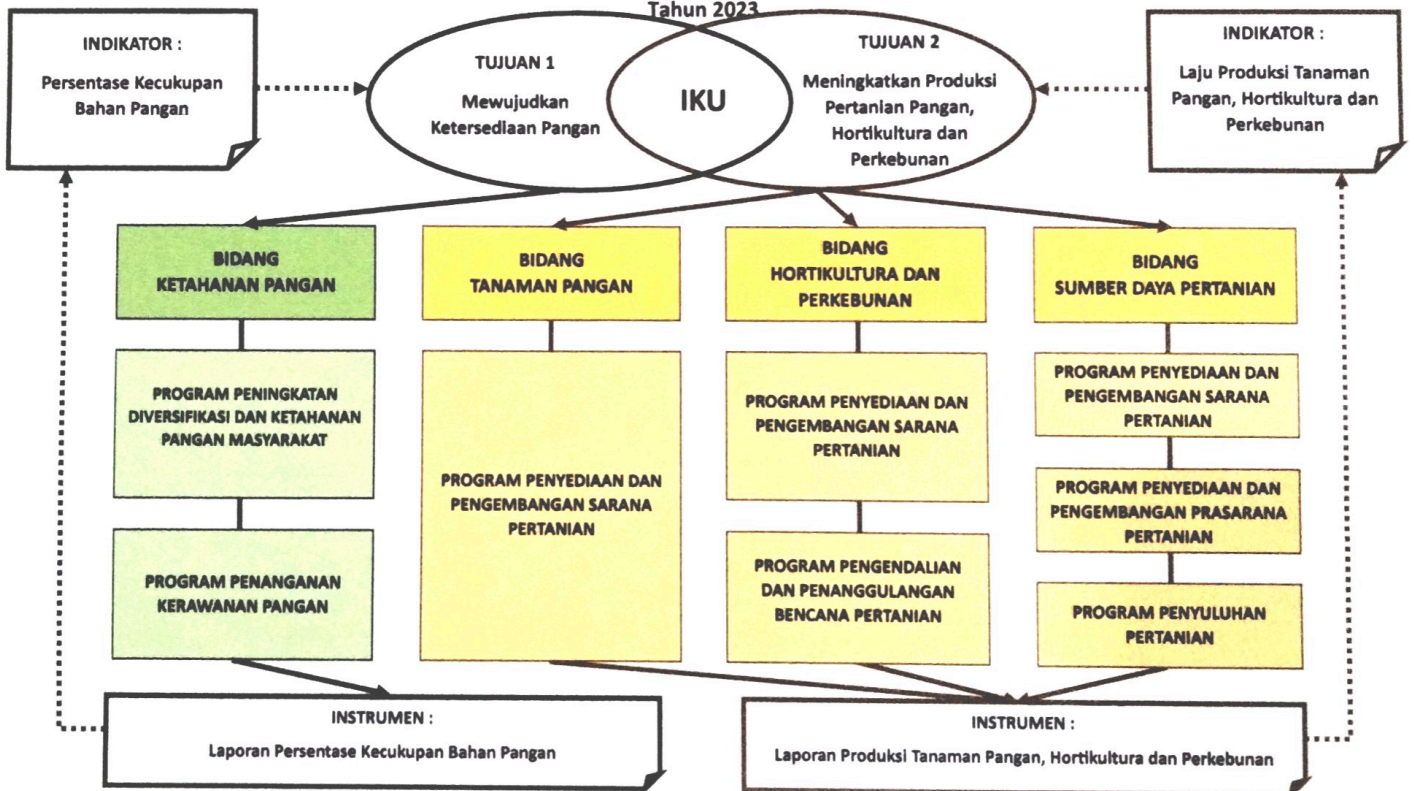 Tahun 2023
INDIKATOR :
Persentase Kecukupan
Bahan Pangan
TUJUAN 1
Mewujudkan
Ketersediaan Pangan
IKU
TUJUAN 2
Meningkatkan Produksi
Pertanian Pangan,
Hortikultura dan
Perkebunan
INDIKATOR :
Laju Produksi Tanaman
Pangan, Hortikultura dan
Perkebunan
BIDANG
KETAHANAN PANGAN
BIDANG
TANAMAN PANGAN
BIDANG
HORTIKULTURA DAN
PERKEBUNAN
BIDANG
SUMBER DAYA PERTANIAN
PROGRAM PENINGKATAN
DIVERSIFIKASI DAN KETAHANAN
PANGAN MASYARAKAT
PROGRAM PENANGANAN
KERAWANAN PANGAN
PROGRAM PENYEDIAAN DAN
PENGEMBANGAN SARANA
PERTANIAN
PROGRAM PENYEDIAAN DAN
PENGEMBANGAN SARANA
PERTANIAN
PROGRAM PENGENDALIAN
DAN PENANGGULANGAN
BENCANA PERTANIAN
PROGRAM PENYEDIAAN DAN
PENGEMBANGAN SARANA
PERTANIAN
PROGRAM PENYEDIAAN DAN
PENGEMBANGAN PRASARANA
PERTANIAN
PROGRAM PENYULUHAN
PERTANIAN
INSTRUMEN :
Laporan Persentase Kecukupan Bahan Pangan
INSTRUMEN :
Laporan Produksi Tanaman Pangan, Hortikultura dan Perkebunan